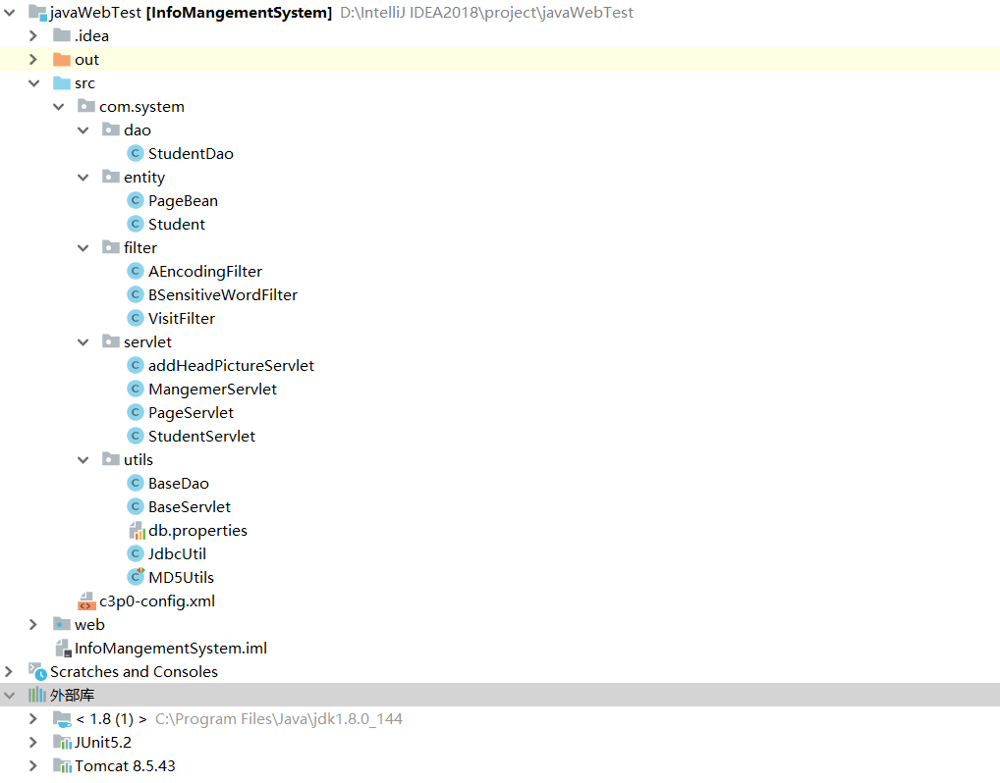 javaWebTest [InfoMangementSystem] D:\IntelliJ IDEA2018\project\javaWebTest
.idea
out
src
com.system
dao
C StudentDao
entity
C PageBean
C Student
filter
C AEncodingFilter
C BSensitiveWordFilter
C VisitFilter
servlet
C addHeadPictureServlet
C MangemerServlet
C PageServlet
C StudentServlet
utils
C BaseDao
C BaseServlet
db.properties
C JdbcUtil
C MD5Utils
c3p0-config.xml
web
InfoMangementSystem.iml
Scratches and Consoles
外部库
< 1.8 (1) > C:\Program Files\Java\jdk1.8.0_144
JUnit5.2
Tomcat 8.5.43